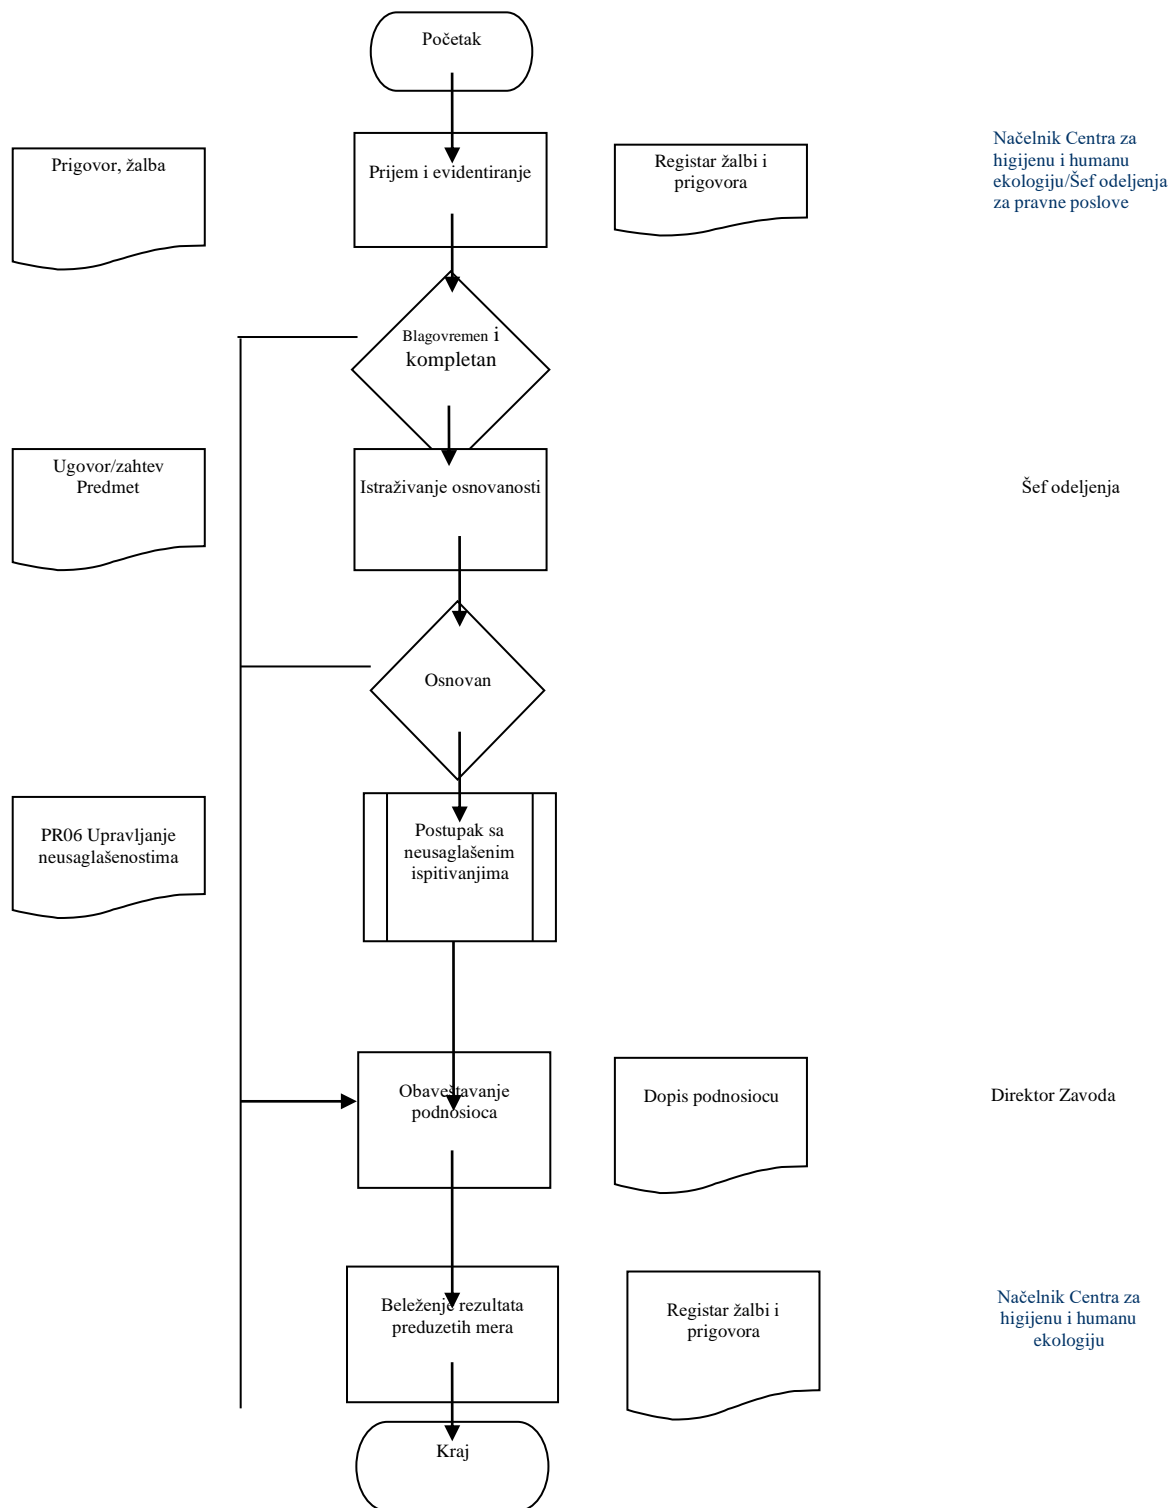 Početak
Prigovor, žalba
Prijem i evidentiranje
Registar žalbi i
prigovora
Načelnik Centra za
higijenu i humanu
ekologiju/Šef odeljenja
za pravne poslove
Blagovremen i
kompletan
Ugovor/zahtev
Predmet
Istraživanje osnovanosti
Šef odeljenja
Osnovan
PR06 Upravljanje
neusaglašenostima
Postupak sa
neusaglašenim
ispitivanjima
Obaveštavanje
podnosioca
Dopis podnosiocu
Direktor Zavoda
Beleženje rezultata
preduzetih mera
Registar žalbi i
prigovora
Načelnik Centra za
higijenu i humanu
ekologiju
Kraj